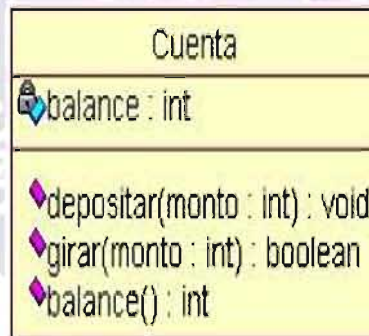 Cuenta
balance : int
depositar(monto : int) : void
girar(monto : int) : boolean
balance() : int